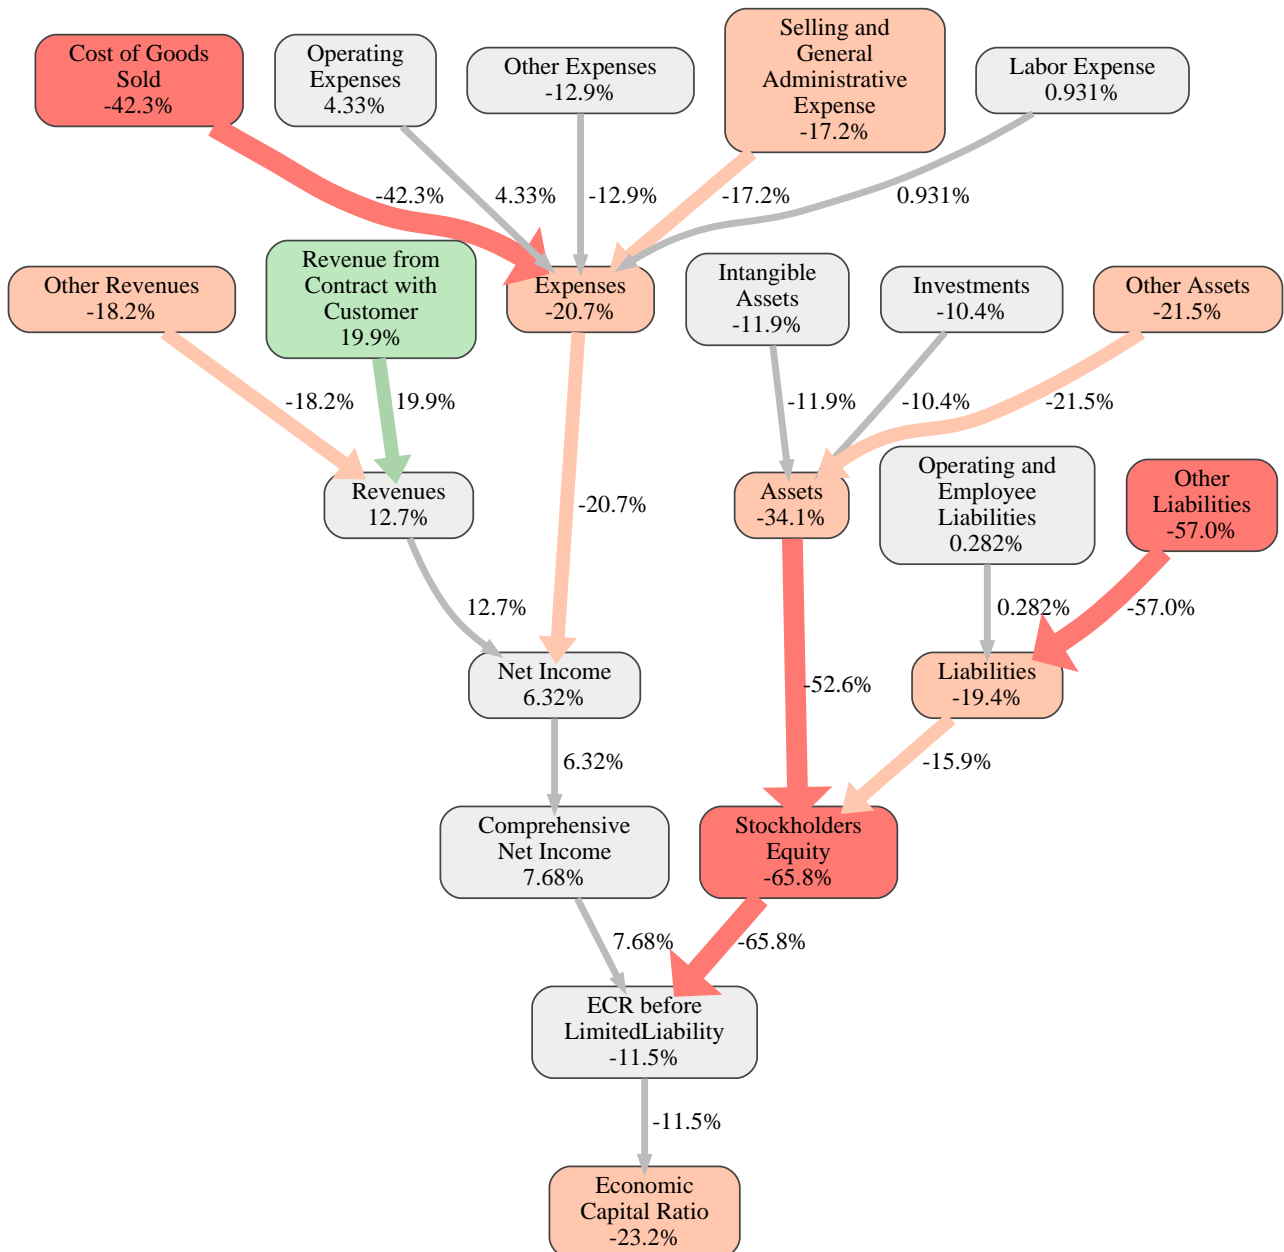 Cost of Goods
Sold
-42.3%
Operating
Expenses
4.33%
Other Expenses
-12.9%
Selling and
General
Administrative
Expense
-17.2%
Labor Expense
0.931%
-42.3%
4.33%
-12.9%
-17.2%
0.931%
Other Revenues
-18.2%
Revenue from
Contract with
Customer
19.9%
Expenses
-20.7%
Intangible
Assets
-11.9%
Investments
-10.4%
Other Assets
-21.5%
-18.2%
19.9%
-20.7%
-11.9%
-10.4%
-21.5%
Revenues
12.7%
Assets
-34.1%
Operating and
Employee
Liabilities
0.282%
Other
Liabilities
-57.0%
12.7%
-52.6%
0.282%
-57.0%
Net Income
6.32%
Liabilities
-19.4%
6.32%
-15.9%
Comprehensive
Net Income
7.68%
Stockholders
Equity
-65.8%
7.68%
-65.8%
ECR before
LimitedLiability
-11.5%
-11.5%
Economic
Capital Ratio
-23.2%